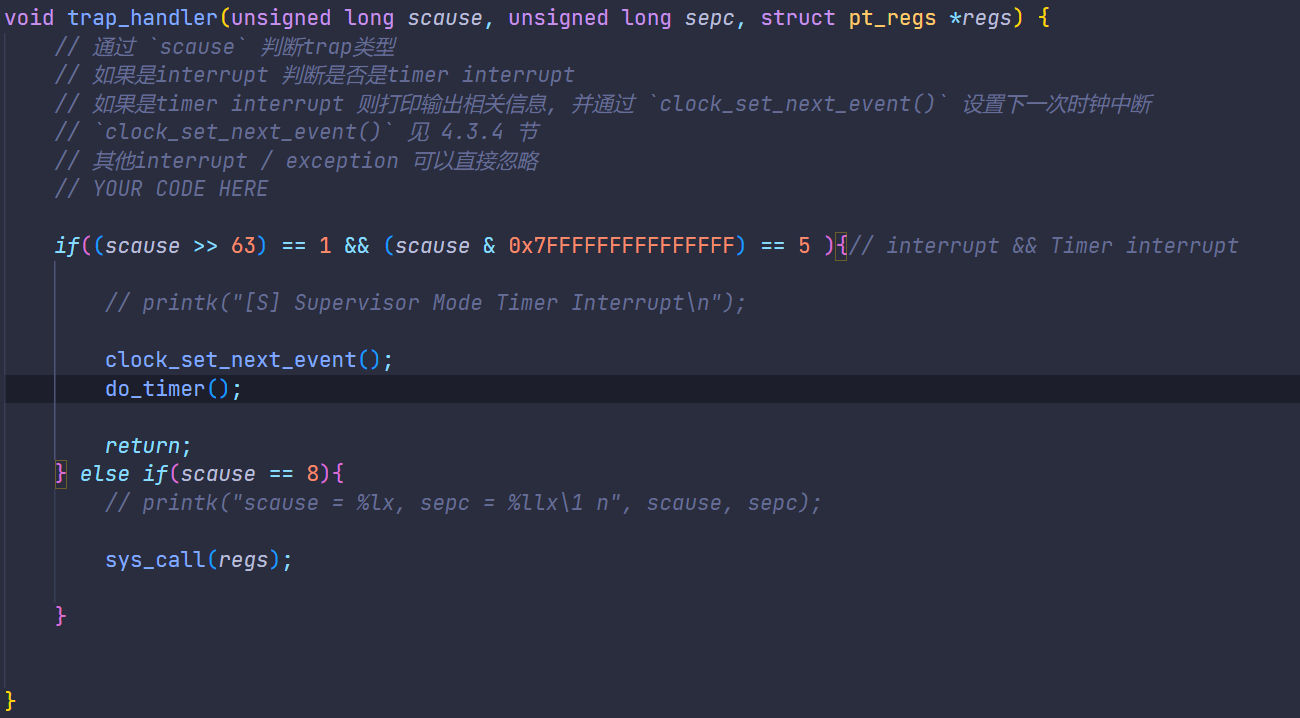 void trap_handler(unsigned long scause, unsigned long sepc, struct pt_regs *regs) {
// 通过 `scause` 判断trap类型
// 如果是interrupt 判断是否是timer interrupt
// 如果是timer interrupt 则打印输出相关信息, 并通过 `clock_set_next_event()` 设置下一次时钟中断
// `clock_set_next_event()` 见 4.3.4 节
// 其他interrupt / exception 可以直接忽略
// YOUR CODE HERE
if((scause >> 63) == 1 && (scause & 0x7FFFFFFFFFFFFFFF) == 5 ){// interrupt && Timer interrupt
// printk("[S] Supervisor Mode Timer Interrupt\n");
clock_set_next_event();
do_timer();
return;
} else if(scause == 8){
// printk("scause = %lx, sepc = %llx\1 n", scause, sepc);
sys_call(regs);
}
}